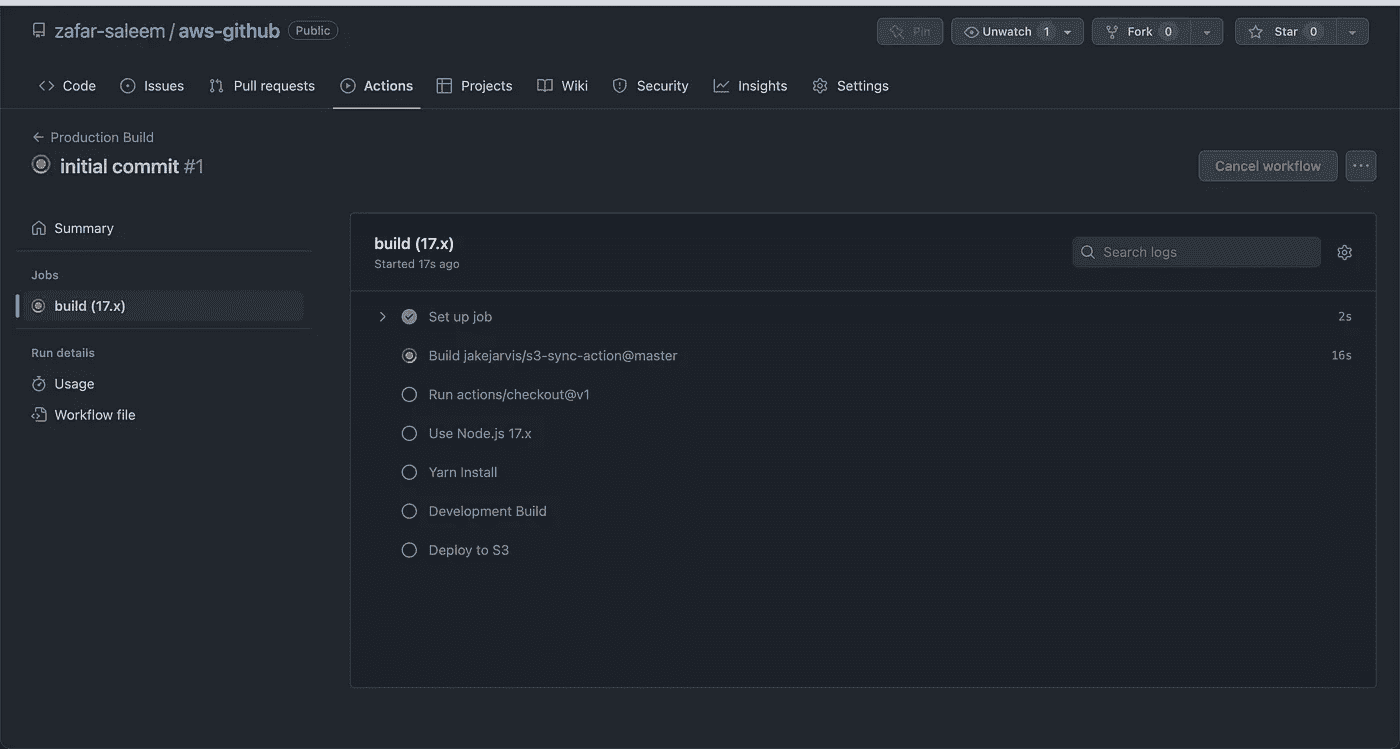 zafar-saleem / aws-github Public Pin Unwatch 1 Fork 0 Star 0
Code Issues Pull requests Actions Projects Wiki Security Insights Settings
← Production Build
initial commit #1 Cancel workflow ...
Summary
Jobs
build (17.x)
Run details
Usage
Workflow file
build (17.x)
Started 17s ago
Search logs
Set up job 2s
Build jakejarvis/s3-sync-action@master 16s
Run actions/checkout@v1
Use Node.js 17.x
Yarn Install
Development Build
Deploy to S3